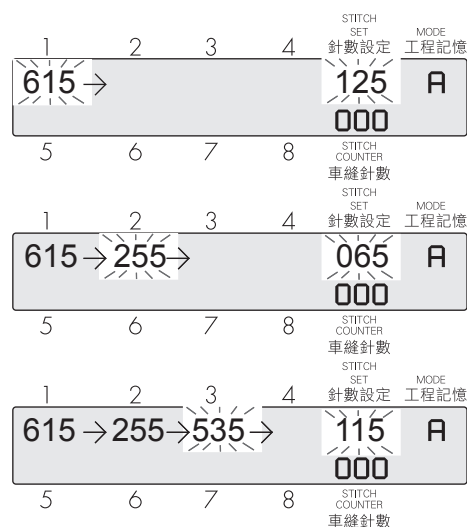 STITCH
SET MODE
1 2 3 4 針數設定 工程記憶
615 → 125 A
000
5 6 7 8 STITCH
COUNTER
車縫針數
STITCH
SET MODE
1 2 3 4 針數設定 工程記憶
615 → 255 → 065 A
000
5 6 7 8 STITCH
COUNTER
車縫針數
STITCH
SET MODE
1 2 3 4 針數設定 工程記憶
615 → 255 → 535 → 115 A
000
5 6 7 8 STITCH
COUNTER
車縫針數